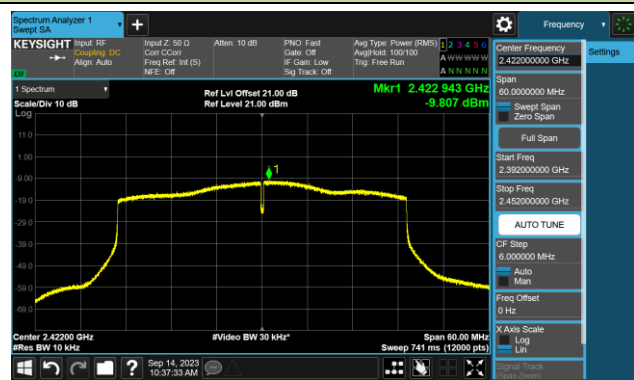 Spectrum Analyzer 1
Swept SA
Frequency
KEYSIGHT
Input: RF
Coupling: DC
Align: Auto
Input Z: 50 Ω
Corr CCorr
Freq Ref: Int (S)
NFE: Off
Atten: 10 dB
PNO: Fast
Gate: Off
IF Gain: Low
Sig Track: Off
Avg Type: Power (RMS)
Avg|Hold: 100/100
Trig: Free Run
1 2 3 4 5 6
A W W W W W
A N N N N N
1 Spectrum
Scale/Div 10 dB
Log
Ref Lvl Offset 21.00 dB
Ref Level 21.00 dBm
Mkr1 2.422 943 GHz
-9.807 dBm
11.0
1.00
-9.00
-19.0
-29.0
-39.0
-49.0
-59.0
-69.0
1
Center 2.42200 GHz
#Res BW 10 kHz
#Video BW 30 kHz*
Span 60.00 MHz
Sweep 741 ms (12000 pts)
Center Frequency
2.422000000 GHz
Settings
Span
60.0000000 MHz
Swept Span
Zero Span
Full Span
Start Freq
2.392000000 GHz
Stop Freq
2.452000000 GHz
AUTO TUNE
CF Step
6.000000 MHz
Auto
Man
Freq Offset
0 Hz
X Axis Scale
Log
Lin
Signal Track
(Span Zoom)
Sep 14, 2023
10:37:33 AM